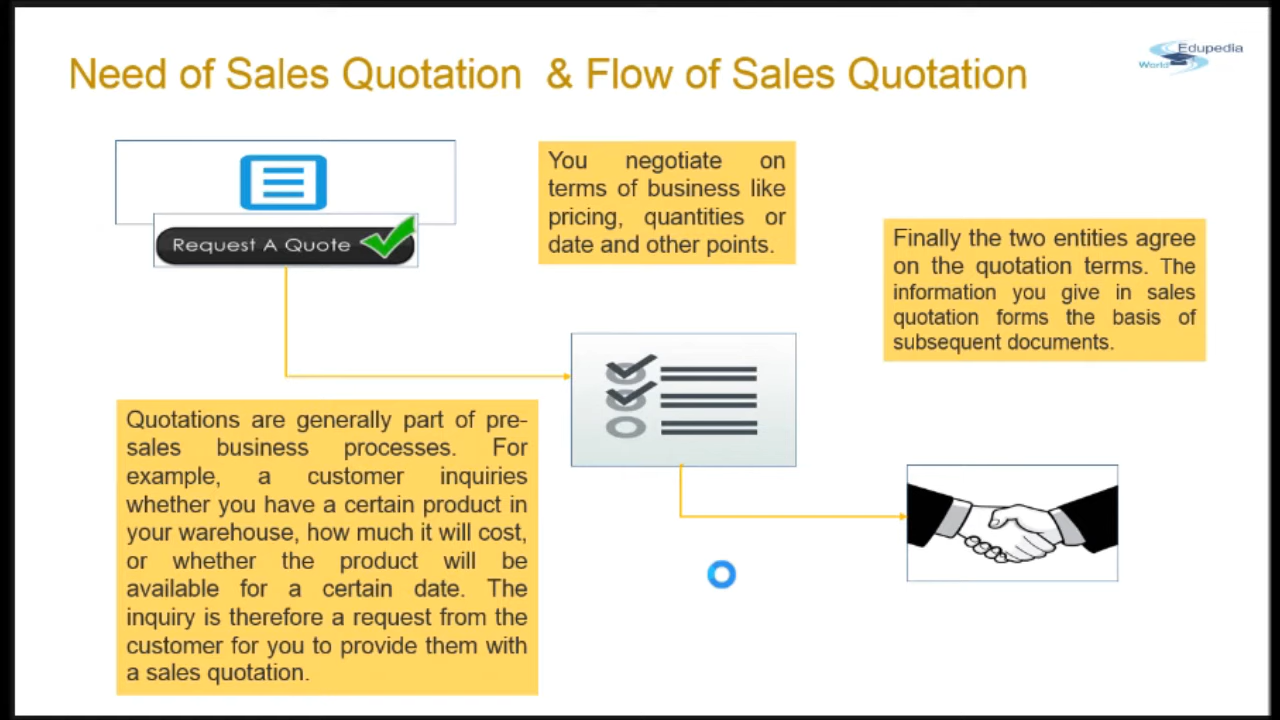 Need of Sales Quotation & Flow of Sales Quotation
Edupedia
World
Request A Quote
You negotiate on
terms of business like
pricing, quantities or
date and other points.
Finally the two entities agree
on the quotation terms. The
information you give in sales
quotation forms the basis of
subsequent documents.
Quotations are generally part of pre-
sales business processes. For
example, a customer inquiries
whether you have a certain product in
your warehouse, how much it will cost,
or whether the product will be
available for a certain date. The
inquiry is therefore a request from the
customer for you to provide them with
a sales quotation.